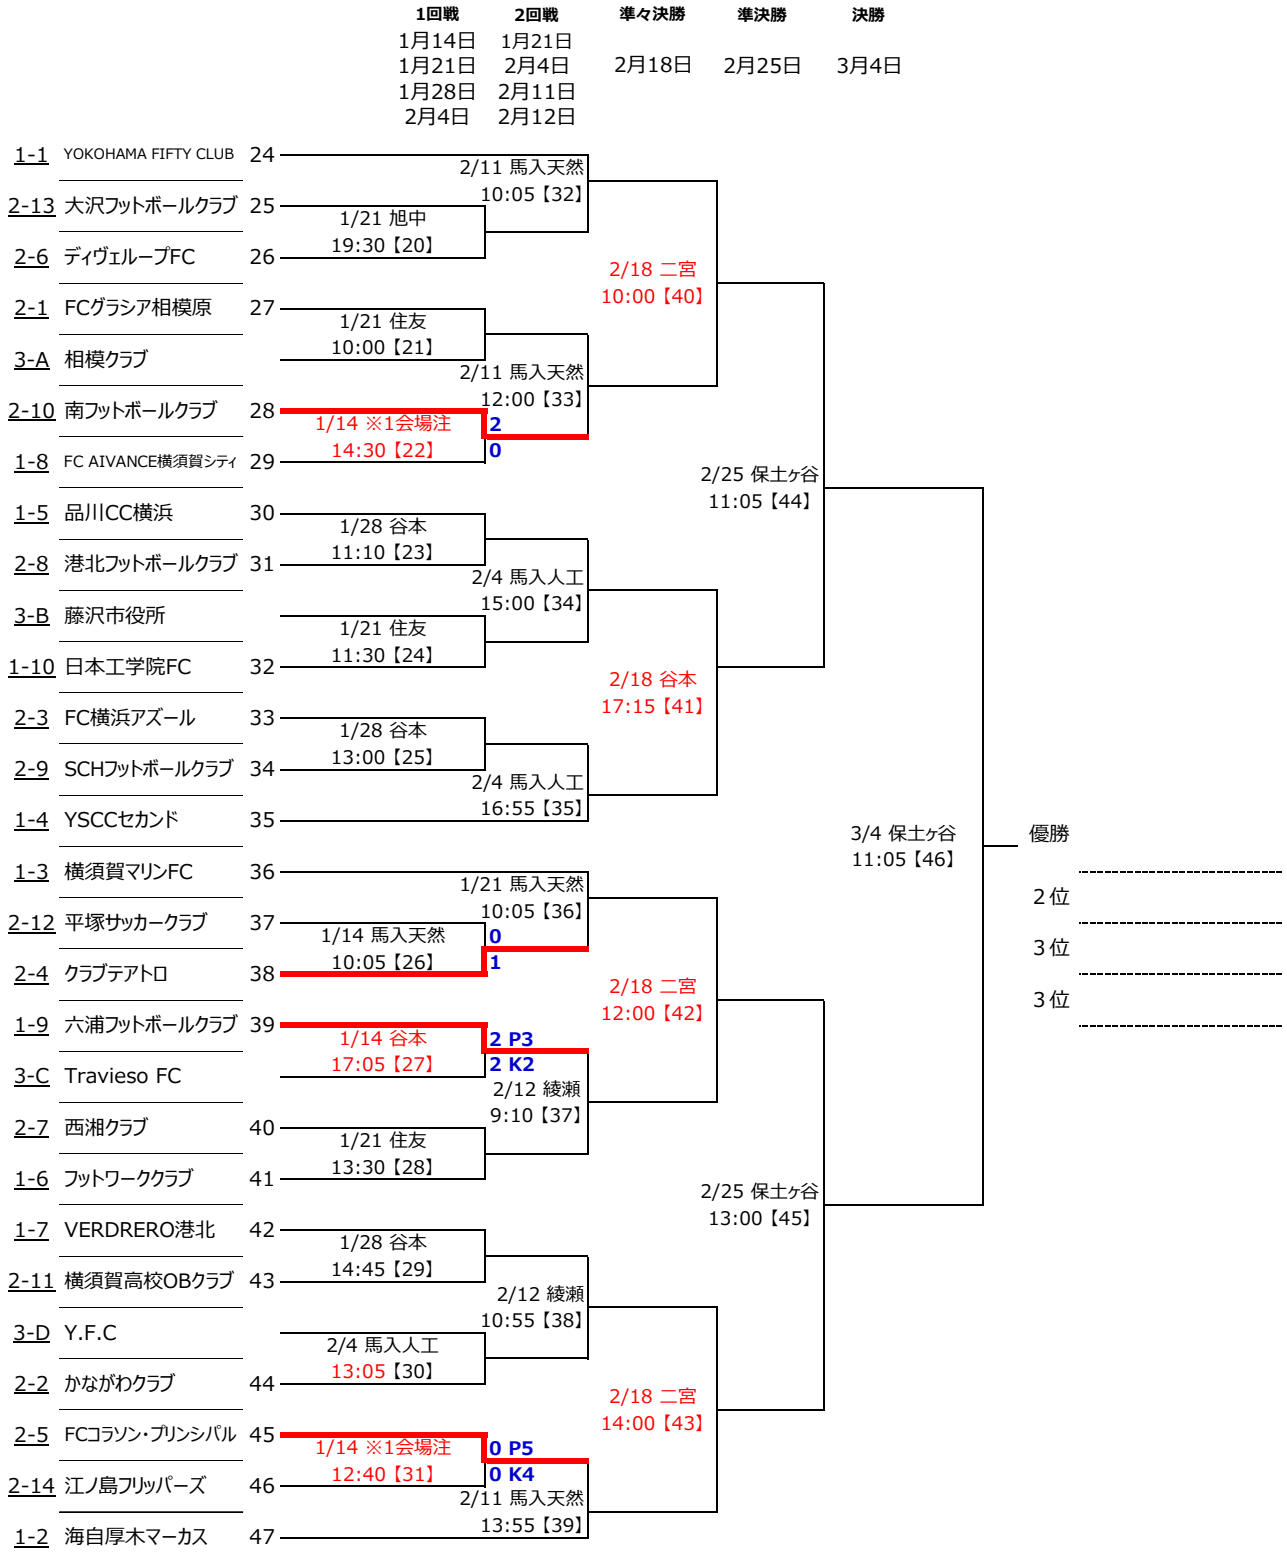 1回戦 2回戦 準々決勝 準決勝 決勝
1月14日 1月21日
1月21日 2月4日 2月18日 2月25日 3月4日
1月28日 2月11日
2月4日 2月12日
1-1 YOKOHAMA FIFTY CLUB 24
2/11 馬入天然
10:05【32】
2-13 大沢フットボールクラブ 25
1/21 旭中
19:30【20】
2-6 ディヴェループFC 26
2/18 二宮
10:00【40】
2-1 FCグラシア相模原 27
1/21 住友
10:00【21】
3-A 相模クラブ
2/11 馬入天然
12:00【33】
2-10 南フットボールクラブ 28
1/14 ※1会場注 2
14:30【22】 0
1-8 FC AIVANCE横須賀シティ 29
2/25 保土ヶ谷
11:05【44】
1-5 品川CC横浜 30
1/28 谷本
11:10【23】
2-8 港北フットボールクラブ 31
2/4 馬入人工
15:00【34】
3-B 藤沢市役所
1/21 住友
11:30【24】
1-10 日本工学院FC 32
2/18 谷本
17:15【41】
2-3 FC横浜アズール 33
1/28 谷本
13:00【25】
2-9 SCHフットボールクラブ 34
2/4 馬入人工
16:55【35】
1-4 YSCCセカンド 35
3/4 保土ヶ谷 優勝
11:05【46】
1-3 横須賀マリンFC 36
1/21 馬入天然 2位
10:05【36】
2-12 平塚サッカークラブ 37
1/14 馬入天然 0 3位
10:05【26】 1
2-4 クラブテアトロ 38
2/18 二宮 3位
12:00【42】
1-9 六浦フットボールクラブ 39
1/14 谷本 2 P3
17:05【27】 2 K2
3-C Travieso FC
2/12 綾瀬
9:10【37】
2-7 西湘クラブ 40
1/21 住友
13:30【28】
1-6 フットワーククラブ 41
2/25 保土ヶ谷
13:00【45】
1-7 VERDRERO港北 42
1/28 谷本
14:45【29】
2-11 横須賀高校OBクラブ 43
2/12 綾瀬
10:55【38】
3-D Y.F.C
2/4 馬入人工
13:05【30】
2-2 かながわクラブ 44
2/18 二宮
14:00【43】
2-5 FCコラソン・プリンシパル 45
1/14 ※1会場注 0 P5
12:40【31】 0 K4
2-14 江ノ島フリッパーズ 46
2/11 馬入天然
13:55【39】
1-2 海自厚木マーカス 47